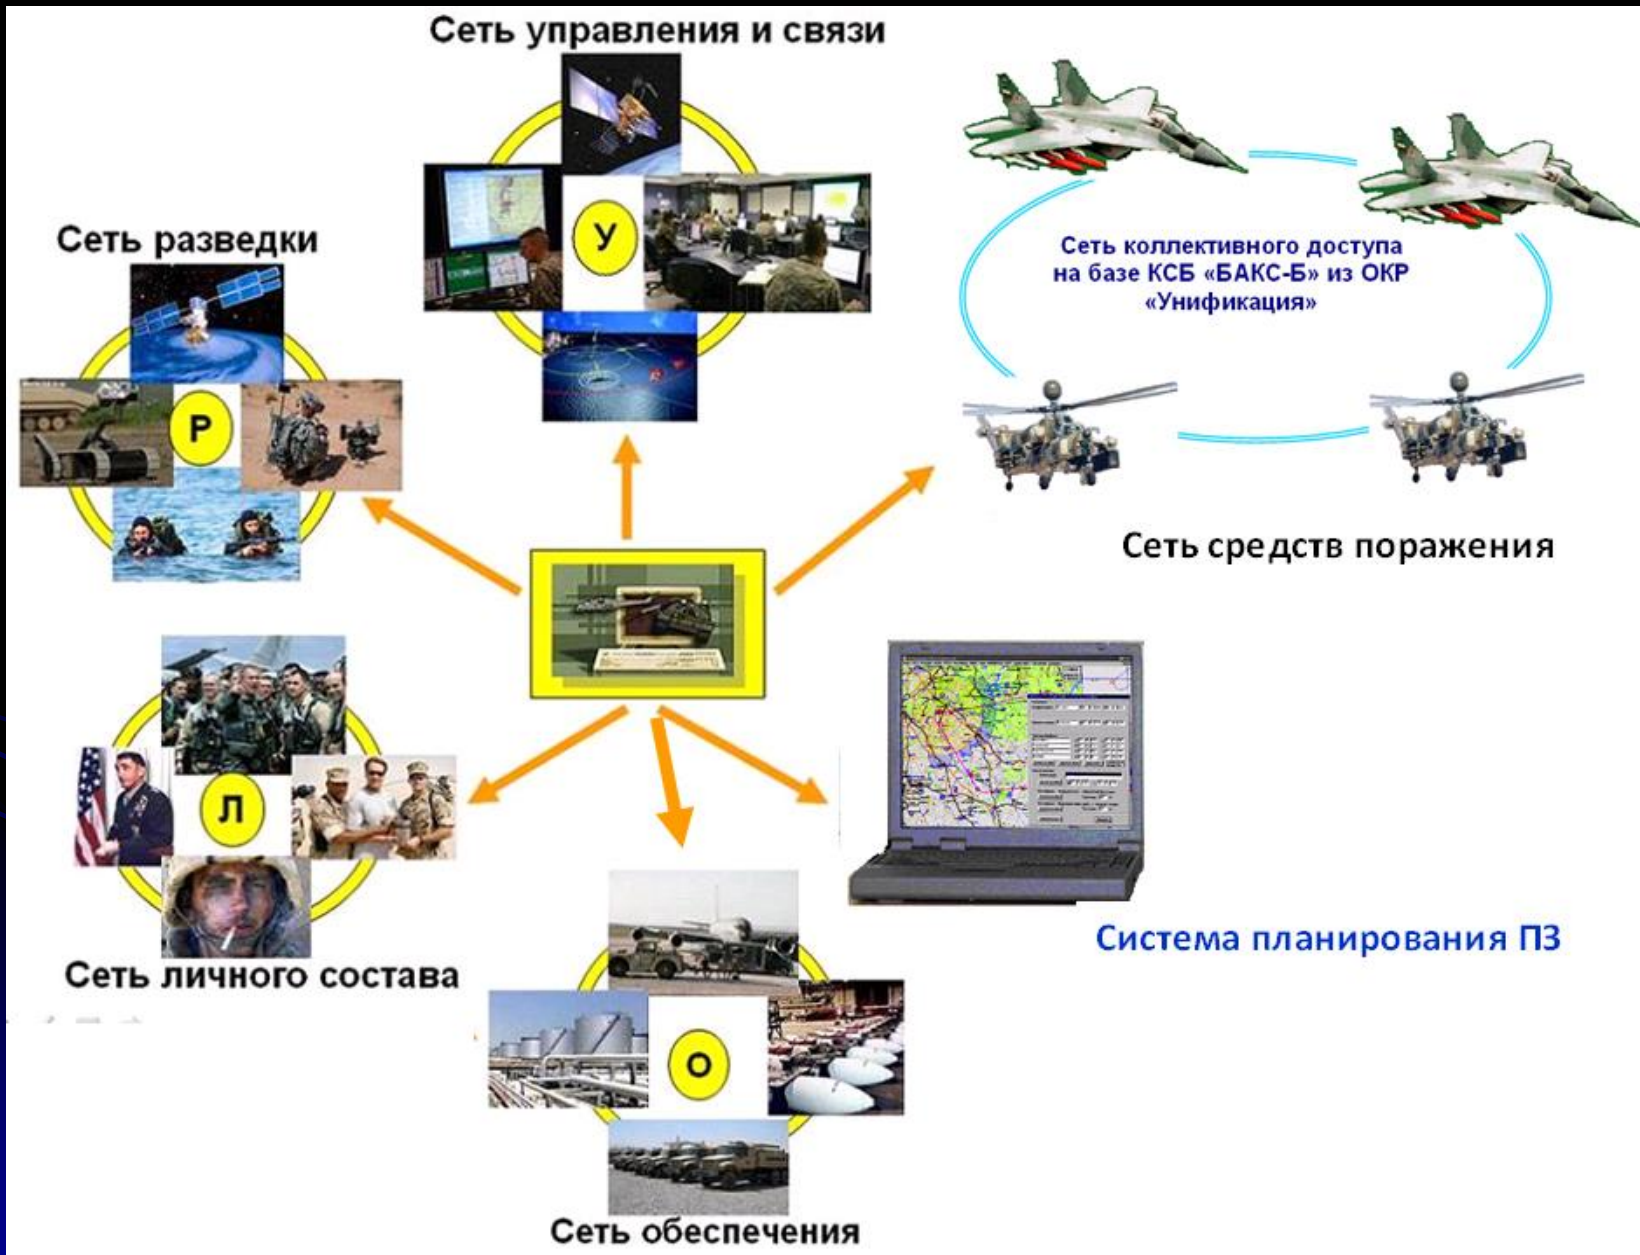 Сеть управления и связи
У
Сеть разведки
Р
Сеть коллективного доступа
на базе КСБ «БАКС-Б» из ОКР
«Унификация»
Сеть средств поражения
Л
Сеть личного состава
Система планирования ПЗ
О
Сеть обеспечения